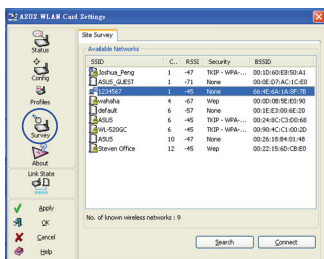 ASUS WLAN Card Settings
Status
Config
Profiles
Survey
About
Link State
Apply
OK
Cancel
Help
Site Survey
Available Networks
SSID C.. RSSI Security BSSID
Joshua_Peng 1 -47 TKIP - WPA-... 00:1D:60:E8:50:A1
ASUS_GUEST 1 -71 None 00:0E:D7:AC:1C:E0
1234567 1 -45 None 66:4E:6A:1A:8F:7B
wahaha 4 -67 Wep 00:0D:0B:5E:E0:90
default 6 -57 None 00:1E:E3:00:6E:20
ASUS 6 -45 TKIP - WPA-... 00:24:8C:C3:D0:68
WL-520GC 6 -45 TKIP - WPA-... 00:90:4C:C1:00:2D
ASUS 10 -47 None 00:26:18:84:01:48
Steven Office 12 -45 Wep 00:22:15:6D:CB:E0
No. of known wireless networks : 9
Search
Connect